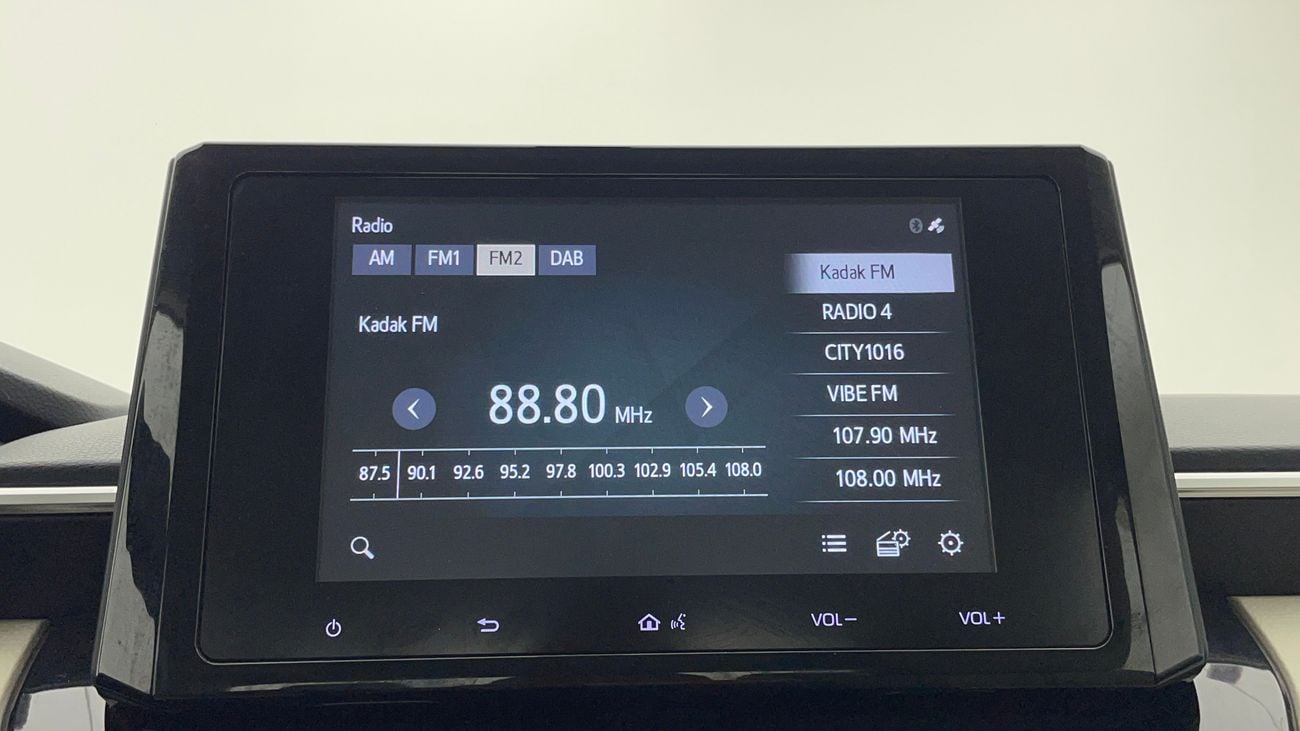 Radio
AM FM1 FM2 DAB
Kadak FM
88.80 MHz
87.5 90.1 92.6 95.2 97.8 100.3 102.9 105.4 108.0
Kadak FM
RADIO 4
CITY1016
VIBE FM
107.90 MHz
108.00 MHz
VOL− VOL+